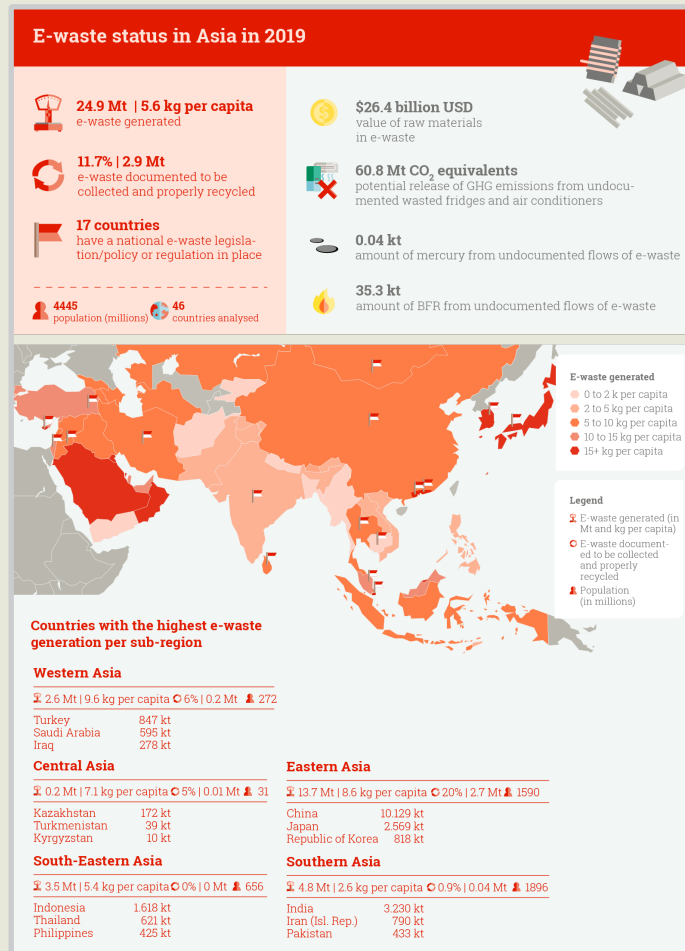 E-waste status in Asia in 2019
24.9 Mt | 5.6 kg per capita
e-waste generated
11.7% | 2.9 Mt
e-waste documented to be
collected and properly recycled
17 countries
have a national e-waste legisla-
tion/policy or regulation in place
4445
population (millions)
46
countries analysed
$26.4 billion USD
value of raw materials
in e-waste
60.8 Mt CO2 equivalents
potential release of GHG emissions from undocu-
mented wasted fridges and air conditioners
0.04 kt
amount of mercury from undocumented flows of e-waste
35.3 kt
amount of BFR from undocumented flows of e-waste
E-waste generated
0 to 2 k per capita
2 to 5 kg per capita
5 to 10 kg per capita
10 to 15 kg per capita
15+ kg per capita
Legend
E-waste generated (in
Mt and kg per capita)
E-waste document-
ed to be collected
and properly
recycled
Population
(in millions)
Countries with the highest e-waste
generation per sub-region
Western Asia
2.6 Mt | 9.6 kg per capita 6% | 0.2 Mt 272
Turkey 847 kt
Saudi Arabia 595 kt
Iraq 278 kt
Central Asia
0.2 Mt | 7.1 kg per capita 5% | 0.01 Mt 31
Kazakhstan 172 kt
Turkmenistan 39 kt
Kyrgyzstan 10 kt
Eastern Asia
13.7 Mt | 8.6 kg per capita 20% | 2.7 Mt 1590
China 10.129 kt
Japan 2.569 kt
Republic of Korea 818 kt
South-Eastern Asia
3.5 Mt | 5.4 kg per capita 0% | 0 Mt 656
Indonesia 1.618 kt
Thailand 621 kt
Philippines 425 kt
Southern Asia
4.8 Mt | 2.6 kg per capita 0.9% | 0.04 Mt 1896
India 3.230 kt
Iran (Isl. Rep.) 790 kt
Pakistan 433 kt